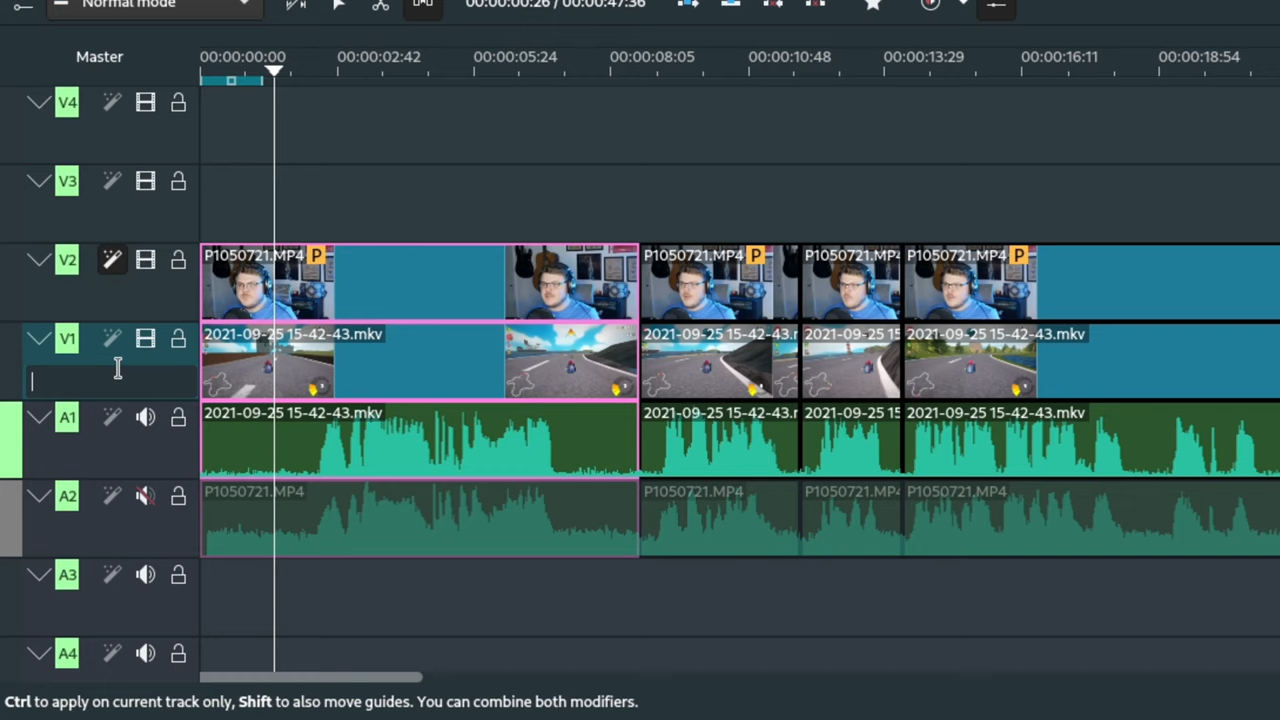 Normal mode
00:00:00:26 / 00:00:47:36
Master
00:00:00:00 00:00:02:42 00:00:05:24 00:00:08:05 00:00:10:48 00:00:13:29 00:00:16:11 00:00:18:54
V4
V3
V2
P1050721.MP4 P P1050721.MP4 P P1050721.MP4 P1050721.MP4 P
V1
2021-09-25 15-42-43.mkv 2021-09-25 15-42-43.m 2021-09-25 15 2021-09-25 15-42-43.mkv
A1
2021-09-25 15-42-43.mkv 2021-09-25 15-42-43.m 2021-09-25 15 2021-09-25 15-42-43.mkv
A2
P1050721.MP4 P1050721.MP4 P1050721.MP4 P1050721.MP4
A3
A4
Ctrl to apply on current track only, Shift to also move guides. You can combine both modifiers.